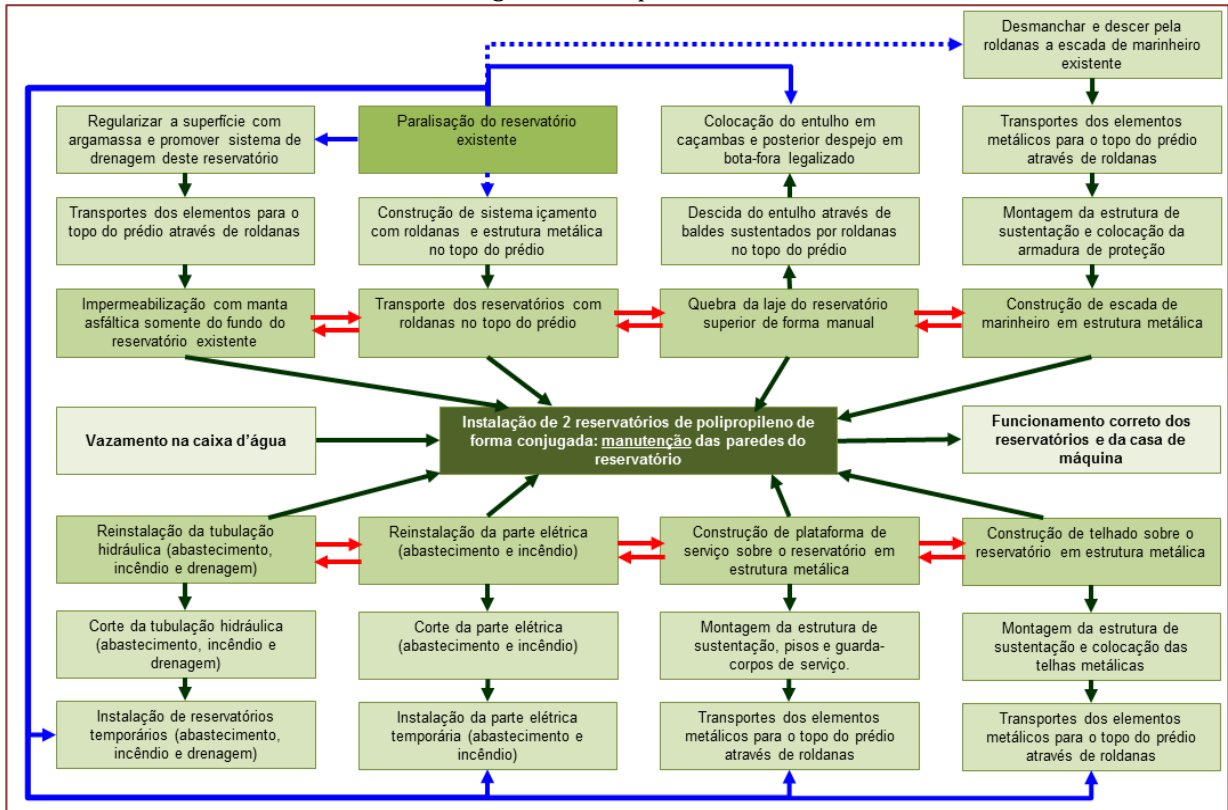 Desmanchar e descer pela
roldanas a escada de marinheiro
existente
Regularizar a superfície com
argamassa e promover sistema de
drenagem deste reservatório
Paralisação do reservatório
existente
Colocação do entulho em
caçambas e posterior despejo em
bota-fora legalizado
Transportes dos elementos
metálicos para o topo do prédio
através de roldanas
Transportes dos elementos para o
topo do prédio através de roldanas
Construção de sistema içamento
com roldanas e estrutura metálica
no topo do prédio
Descida do entulho através de
baldes sustentados por roldanas
no topo do prédio
Montagem da estrutura de
sustentação e colocação da
armadura de proteção
Impermeabilização com manta
asfáltica somente do fundo do
reservatório existente
Transporte dos reservatórios com
roldanas no topo do prédio
Quebra da laje do reservatório
superior de forma manual
Construção de escada de
marinheiro em estrutura metálica
Vazamento na caixa d'água
Instalação de 2 reservatórios de polipropileno de
forma conjugada: manutenção das paredes do
reservatório
Funcionamento correto dos
reservatórios e da casa de
máquina
Reinstalação da tubulação
hidráulica (abastecimento,
incêndio e drenagem)
Reinstalação da parte elétrica
(abastecimento e incêndio)
Construção de plataforma de
serviço sobre o reservatório em
estrutura metálica
Construção de telhado sobre o
reservatório em estrutura metálica
Corte da tubulação hidráulica
(abastecimento, incêndio e
drenagem)
Corte da parte elétrica
(abastecimento e incêndio)
Montagem da estrutura de
sustentação, pisos e guarda-
corpos de serviço.
Montagem da estrutura de
sustentação e colocação das
telhas metálicas
Instalação de reservatórios
temporários (abastecimento,
incêndio e drenagem)
Instalação da parte elétrica
temporária (abastecimento e
incêndio)
Transportes dos elementos
metálicos para o topo do prédio
através de roldanas
Transportes dos elementos
metálicos para o topo do prédio
através de roldanas